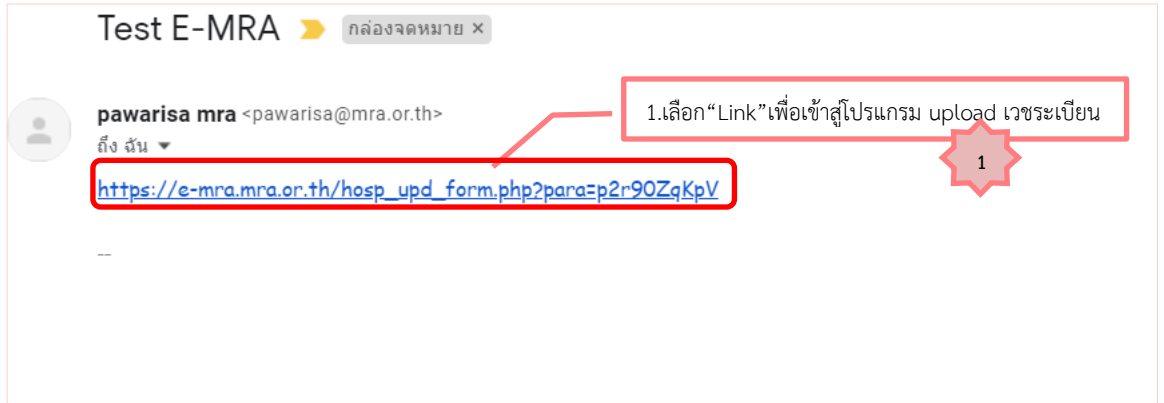 Test E-MRA กล่องจดหมาย ×
pawarisa mra <pawarisa@mra.or.th>
ถึง ฉัน
1.เลือก“Link”เพื่อเข้าสู่โปรแกรม upload เวชระเบียน
1
https://e-mra.mra.or.th/hosp_upd_form.php?para=p2r90ZqKpV
--